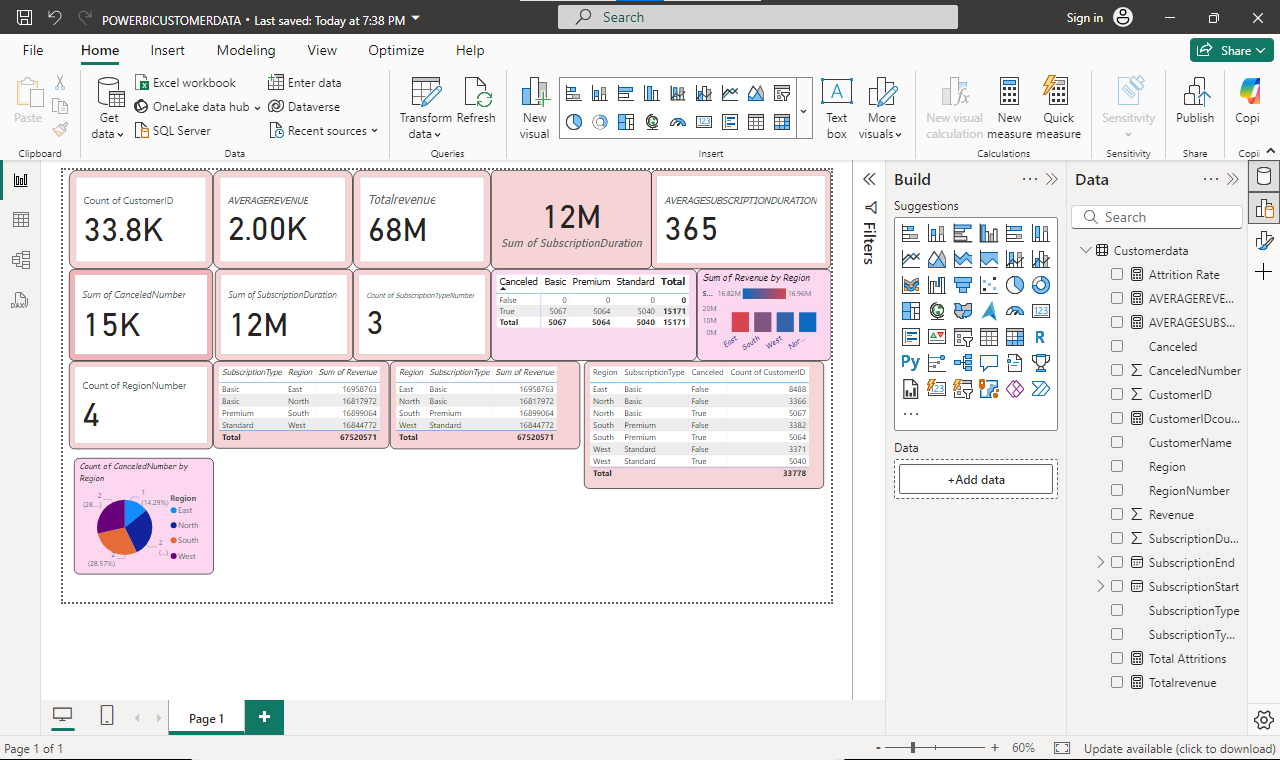 POWERBICUSTOMERDATA • Last saved: Today at 7:38 PM
Search
Sign in
File Home Insert Modeling View Optimize Help
Share
Paste
Get data
Excel workbook
OneLake data hub
SQL Server
Enter data
Dataverse
Recent sources
Transform data
Refresh
New visual
Text box
More visuals
New visual calculation
New measure
Quick measure
Sensitivity
Publish
Copi
Clipboard Data Queries Insert Calculations Sensitivity Share Copi
Count of CustomerID
33.8K
AVERAGEREVENUE
2.00K
Totalrevenue
68M
12M
Sum of SubscriptionDuration
AVERAGESUBSCRIPTIONDURATION
365
Sum of CanceledNumber
15K
Sum of SubscriptionDuration
12M
Count of SubscriptionTypeNumber
3
Canceled Basic Premium Standard Total
False 0 0 0 0
True 5067 5064 5040 15171
Total 5067 5064 5040 15171
Sum of Revenue by Region
S... 16.82M 16.96M
20M
10M
0M
East South West Nor...
Count of RegionNumber
4
SubscriptionType Region Sum of Revenue
Basic East 16958763
Basic North 16817972
Premium South 16899064
Standard West 16844772
Total 67520571
Region SubscriptionType Sum of Revenue
East Basic 16958763
North Basic 16817972
South Premium 16899064
West Standard 16844772
Total 67520571
Region SubscriptionType Canceled Count of CustomerID
East Basic False 8488
North Basic False 3366
North Basic True 5067
South Premium False 3382
South Premium True 5064
West Standard False 3371
West Standard True 5040
Total 33778
Count of CanceledNumber by
Region
2
(28....)
1
(14.29%)
2
(...)
2
(28.57%)
Region
East
North
South
West
Filters
Build
Suggestions
Data
+Add data
Data
Search
Customerdata
Attrition Rate
AVERAGEREVE...
AVERAGESUBS...
Canceled
CanceledNumber
CustomerID
CustomerIDcou...
CustomerName
Region
RegionNumber
Revenue
SubscriptionDu...
SubscriptionEnd
SubscriptionStart
SubscriptionType
SubscriptionTy...
Total Attritions
Totalrevenue
Page 1
Page 1 of 1
- + 60%
Update available (click to download)